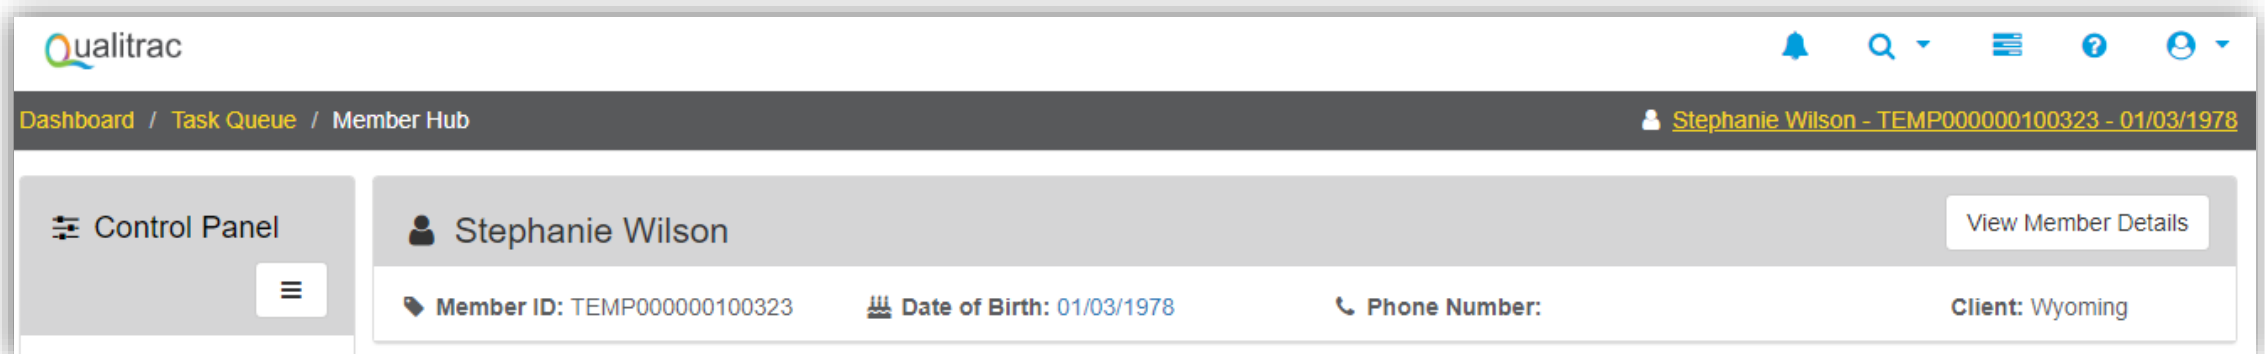 Qualitrac
Dashboard / Task Queue / Member Hub
Stephanie Wilson - TEMP000000100323 - 01/03/1978
Control Panel
Stephanie Wilson
View Member Details
Member ID: TEMP000000100323
Date of Birth: 01/03/1978
Phone Number:
Client: Wyoming